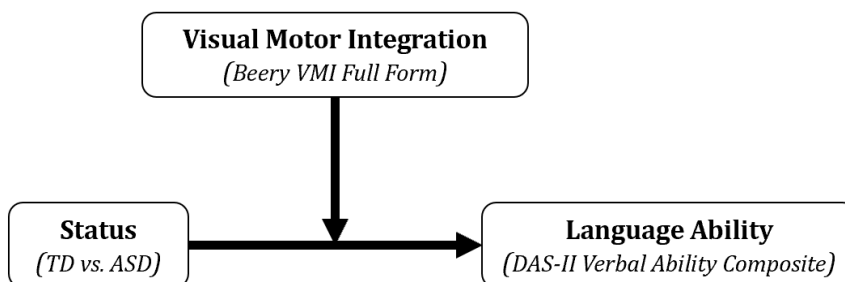 Visual Motor Integration
(Beery VMI Full Form)
Status
(TD vs. ASD)
Language Ability
(DAS-II Verbal Ability Composite)